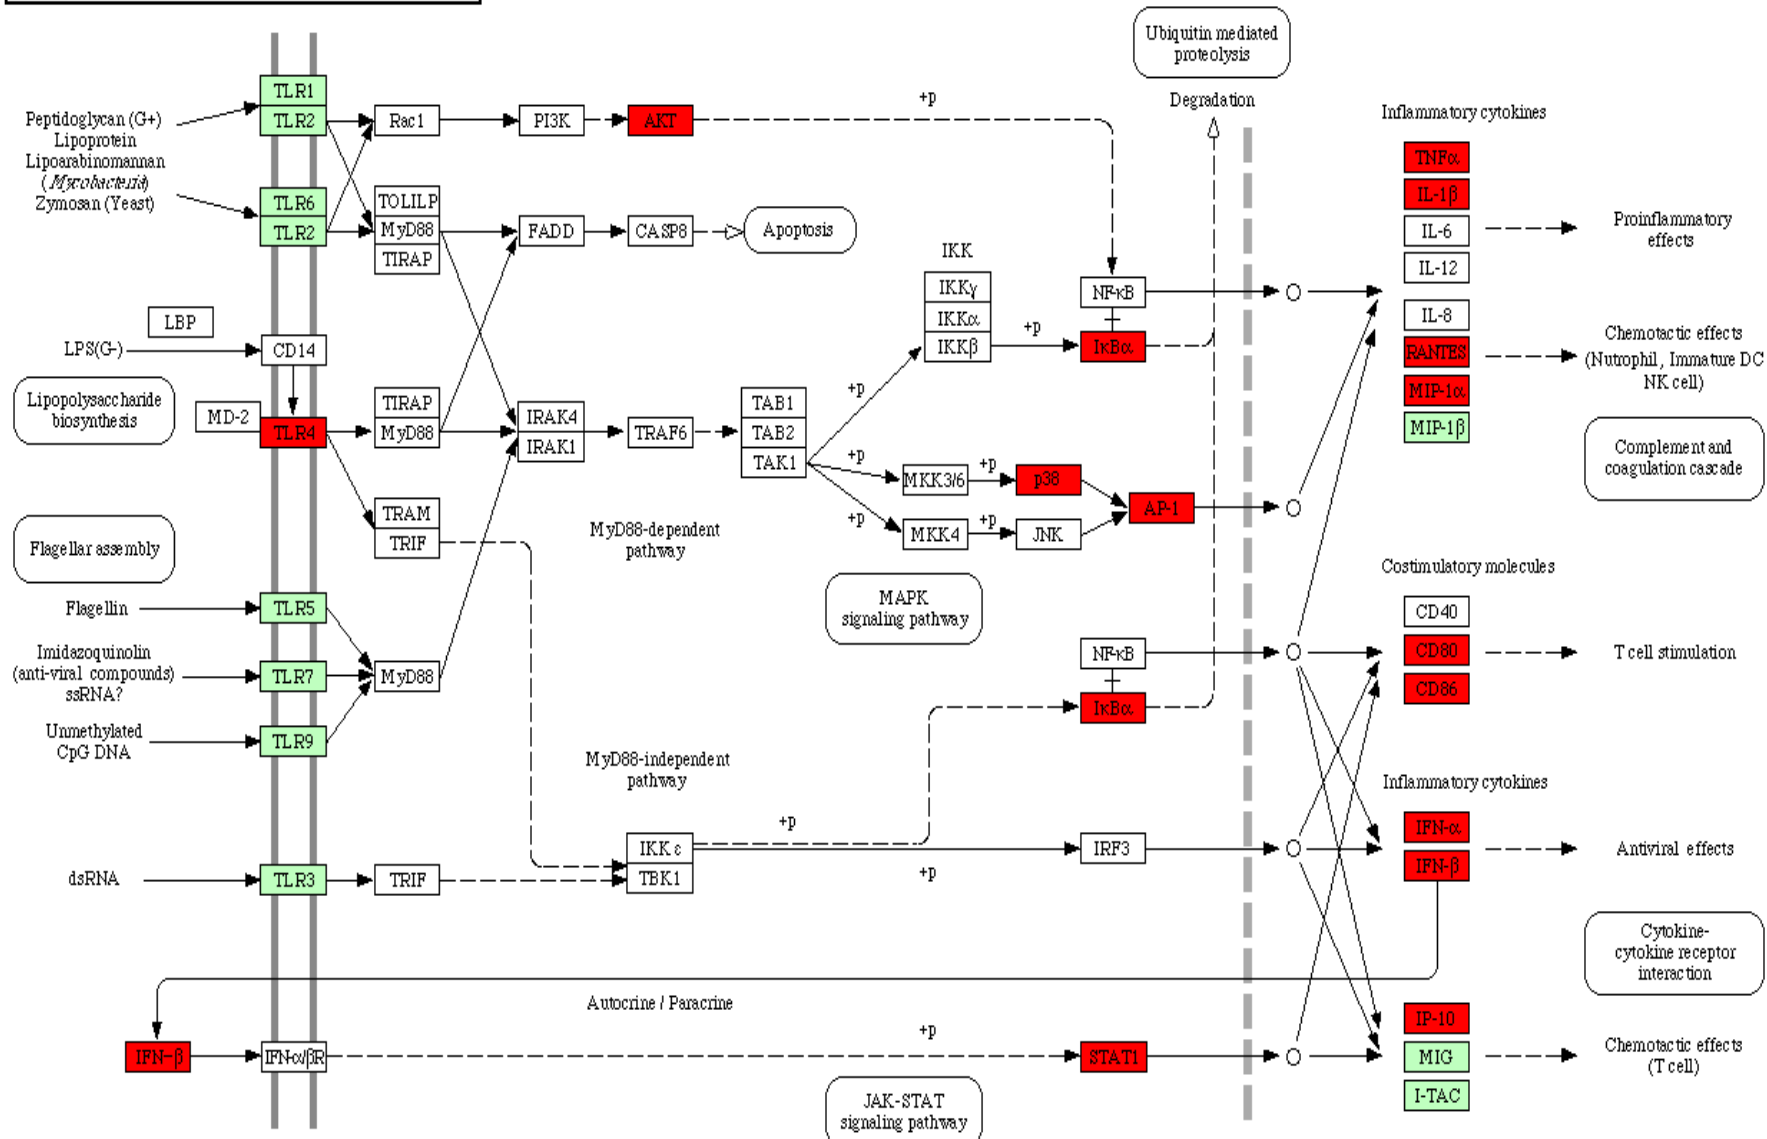 Ubiquitin mediated
proteolysis
Degradation
+p
Inflammatory cytokines
TLR1
TLR2
Rac1
PI3K
AKT
Peptidoglycan (G+)
Lipoprotein
Lipoarabinomannan
(Mycobacteria)
Zymosan (Yeast)
TLR6
TLR2
TOLILP
MyD88
TIRAP
FADD
CASP8
Apoptosis
TNFα
IL-1β
IL-6
IL-12
Proinflammatory
effects
IKK
IKKγ
IKKα
IKKβ
+p
NF-κB
IκBα
LBP
LPS(G-)
CD14
IL-8
RANTES
MIP-1α
MIP-1β
Chemotactic effects
(Nutrophil, Immature DC
NK cell)
Lipopolysaccharide
biosynthesis
MD-2
TLR4
TIRAP
MyD88
IRAK4
IRAK1
TRAF6
TAB1
TAB2
TAK1
+p
+p
+p
MKK3/6
+p
p38
MKK4
+p
JNK
AP-1
Complement and
coagulation cascade
TRAM
TRIF
MyD88-dependent
pathway
Flagellar assembly
MAPK
signaling pathway
Costimulatory molecules
CD40
CD80
CD86
T cell stimulation
Flagellin
TLR5
Imidazoquinolin
(anti-viral compounds)
ssRNA?
TLR7
MyD88
Unmethylated
CpG DNA
TLR9
NF-κB
IκBα
MyD88-independent
pathway
Inflammatory cytokines
+p
IKKε
TBK1
+p
IRF3
IFN-α
IFN-β
Antiviral effects
dsRNA
TLR3
TRIF
Cytokine-
cytokine receptor
interaction
Autocrine / Paracrine
IFN-β
IFN-α/βR
+p
STAT1
IP-10
MIG
I-TAC
Chemotactic effects
(T cell)
JAK-STAT
signaling pathway